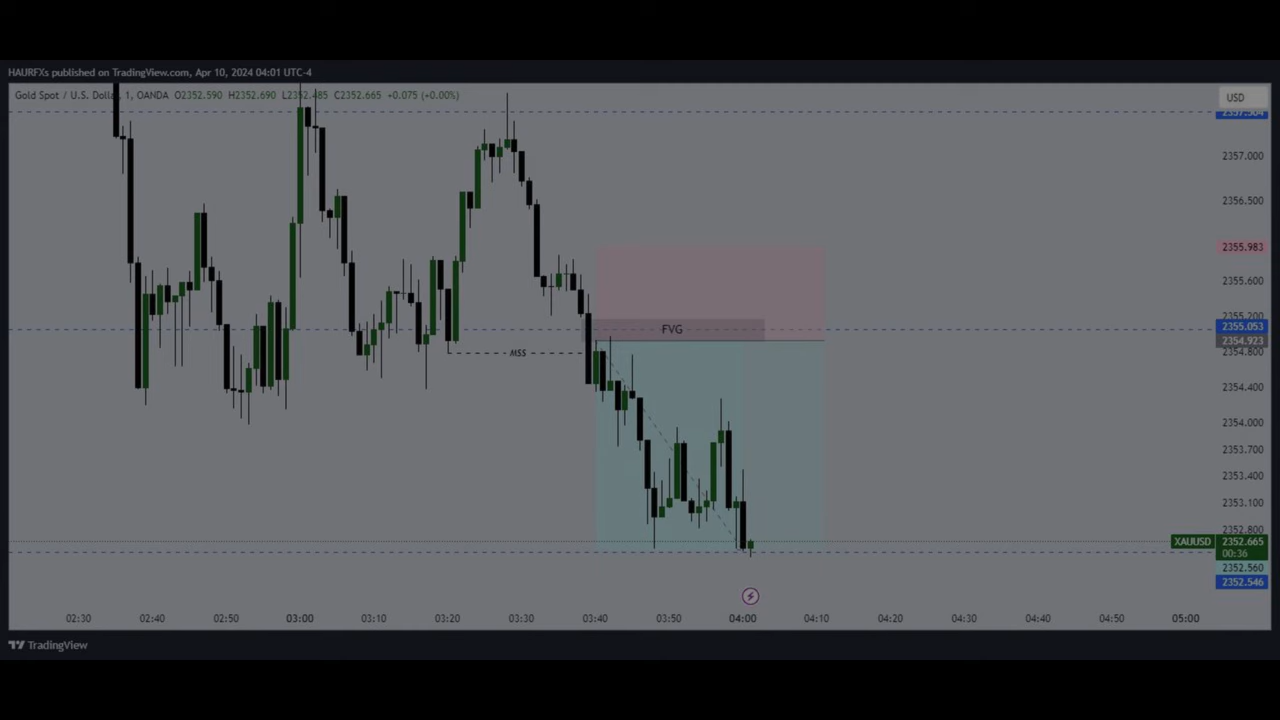 HAURFXs published on TradingView.com, Apr 10, 2024 04:01 UTC-4
Gold Spot / U.S. Dolla, 1, OANDA O2352.590 H2352.690 L2352.485 C2352.665 +0.075 (+0.00%)
USD
2357.504
2357.000
2356.500
2355.983
2355.600
2355.200
FVG
2355.053
2354.923
2354.800
MSS
2354.400
2354.000
2353.700
2353.400
2353.100
2352.800
XAUUSD 2352.665
00:36
2352.560
2352.546
02:30 02:40 02:50 03:00 03:10 03:20 03:30 03:40 03:50 04:00 04:10 04:20 04:30 04:40 04:50 05:00
TradingView